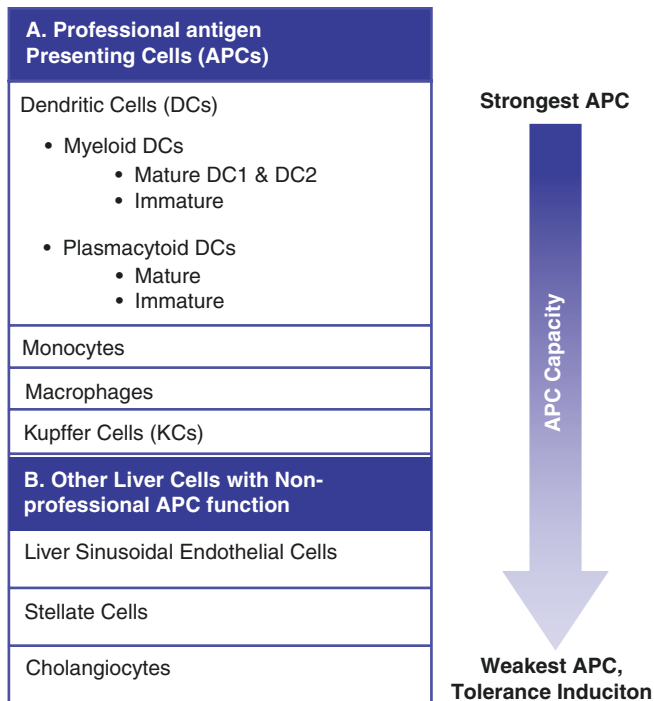 A. Professional antigen
Presenting Cells (APCs)
Dendritic Cells (DCs)
• Myeloid DCs
• Mature DC1 & DC2
• Immature
• Plasmacytoid DCs
• Mature
• Immature
Monocytes
Macrophages
Kupffer Cells (KCs)
B. Other Liver Cells with Non-
professional APC function
Liver Sinusoidal Endothelial Cells
Stellate Cells
Cholangiocytes
Strongest APC
APC Capacity
Weakest APC,
Tolerance Induciton